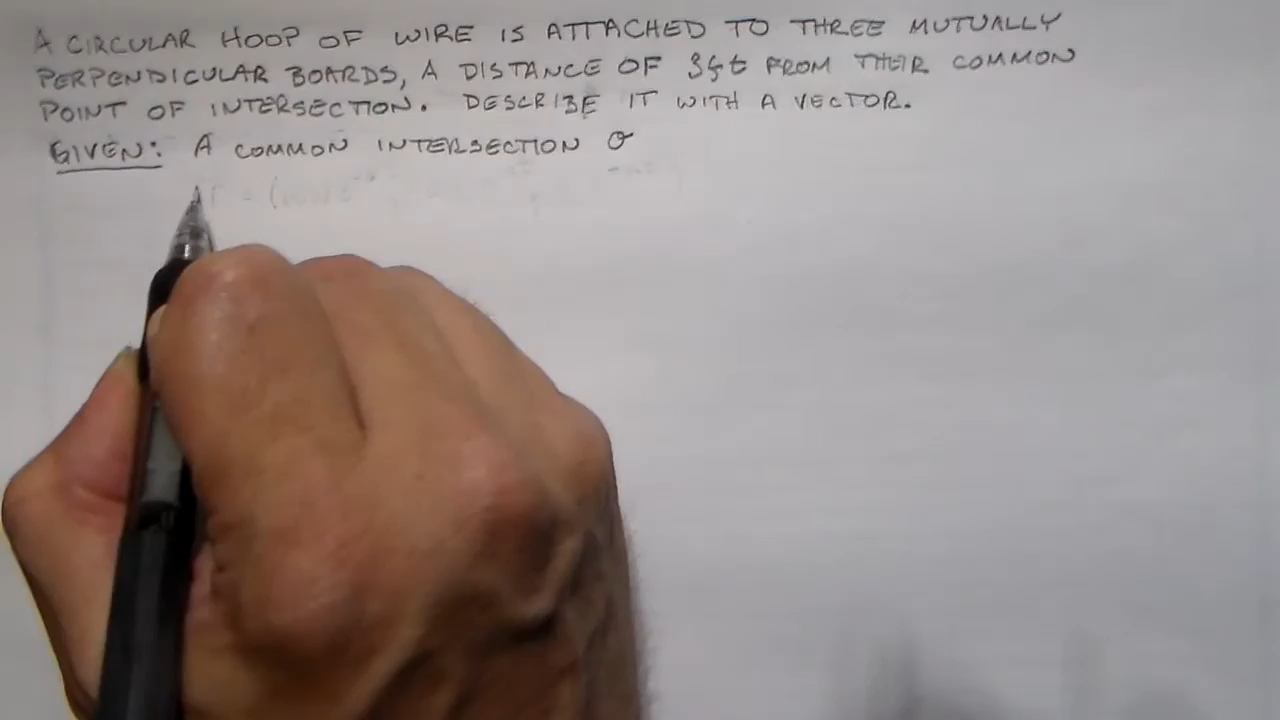 A CIRCULAR HOOP OF WIRE IS ATTACHED TO THREE MUTUALLY
PERPENDICULAR BOARDS, A DISTANCE OF 3ft FROM THEIR COMMON
POINT OF INTERSECTION. DESCRIBE IT WITH A VECTOR.
GIVEN: A COMMON INTERSECTION O